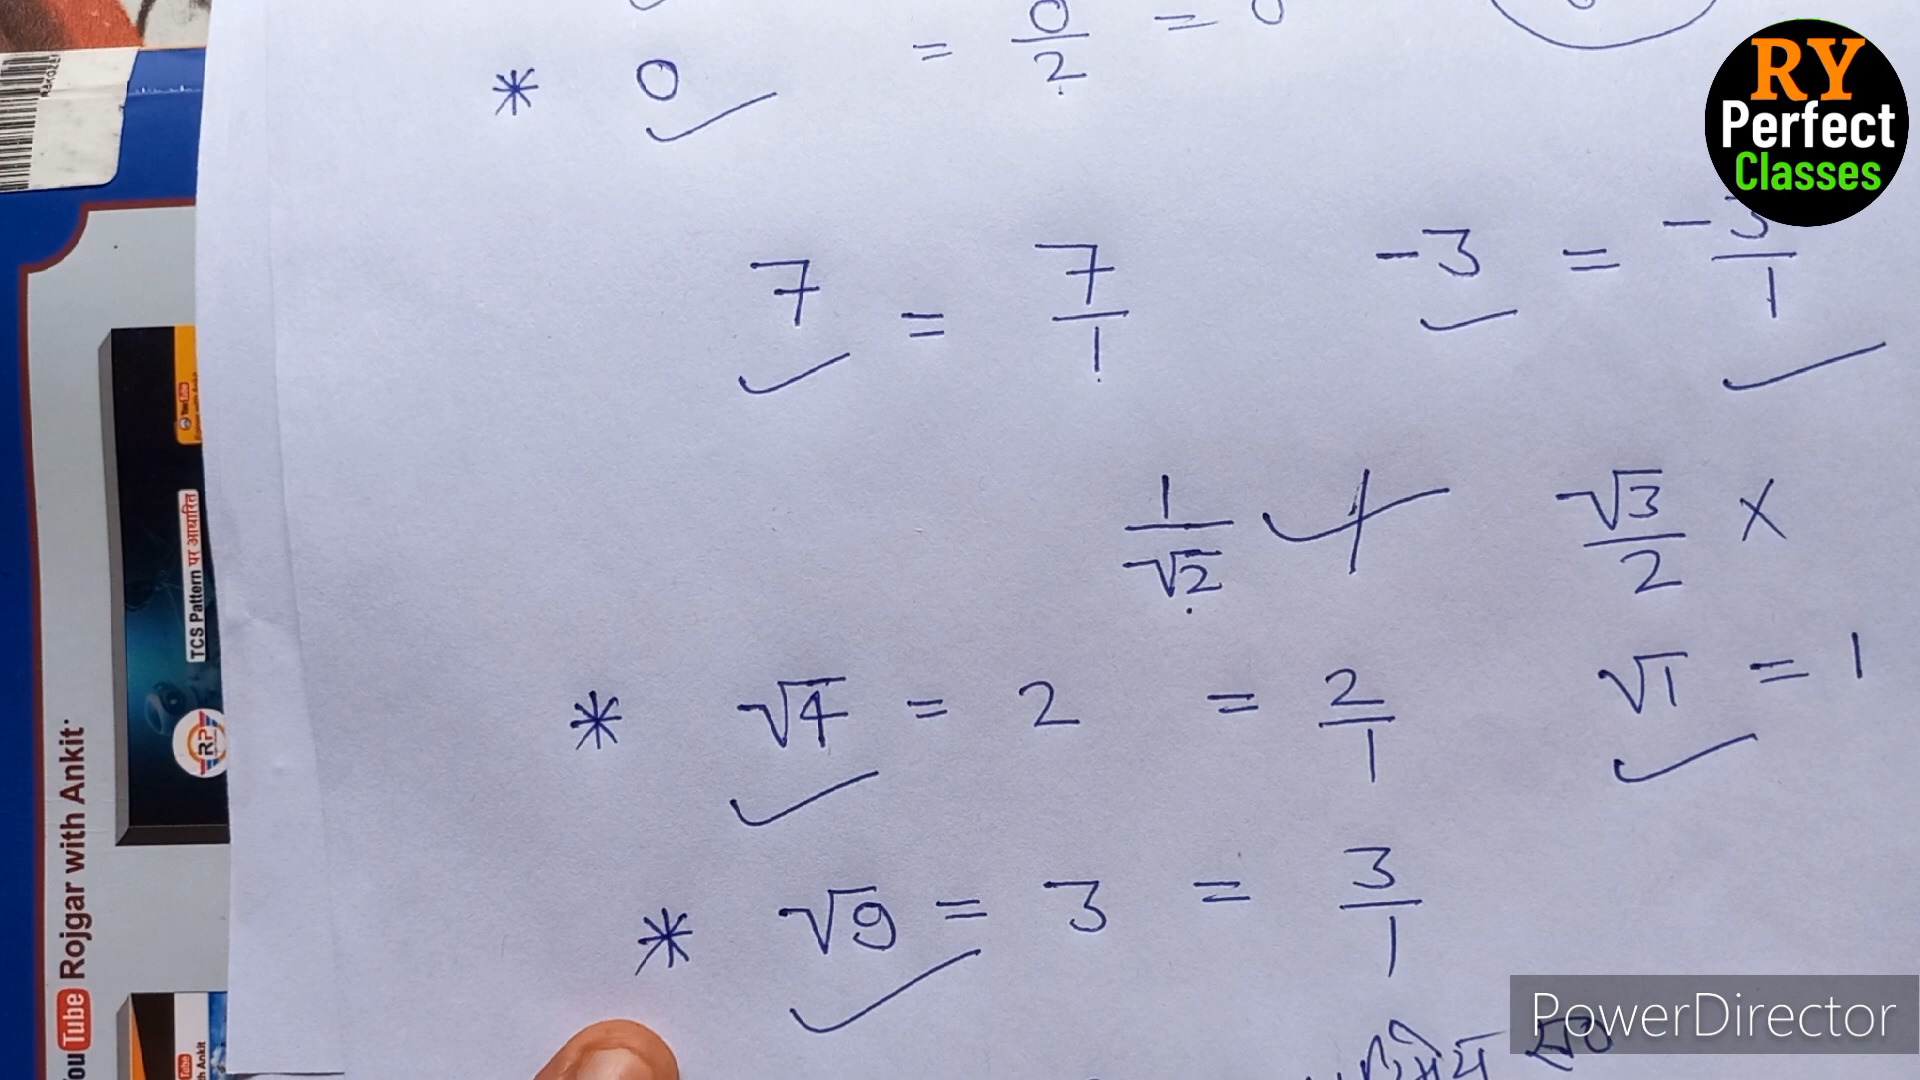 * 0 = 0/2 = 0
7 = 7/1
-3 = -3/1
1/√2
√3/2 ×
* √4 = 2 = 2/1
√1 = 1
* √9 = 3 = 3/1
RY
Perfect
Classes
PowerDirector
YouTube Rojgar with Ankit
TCS Pattern पर आधारित
RP